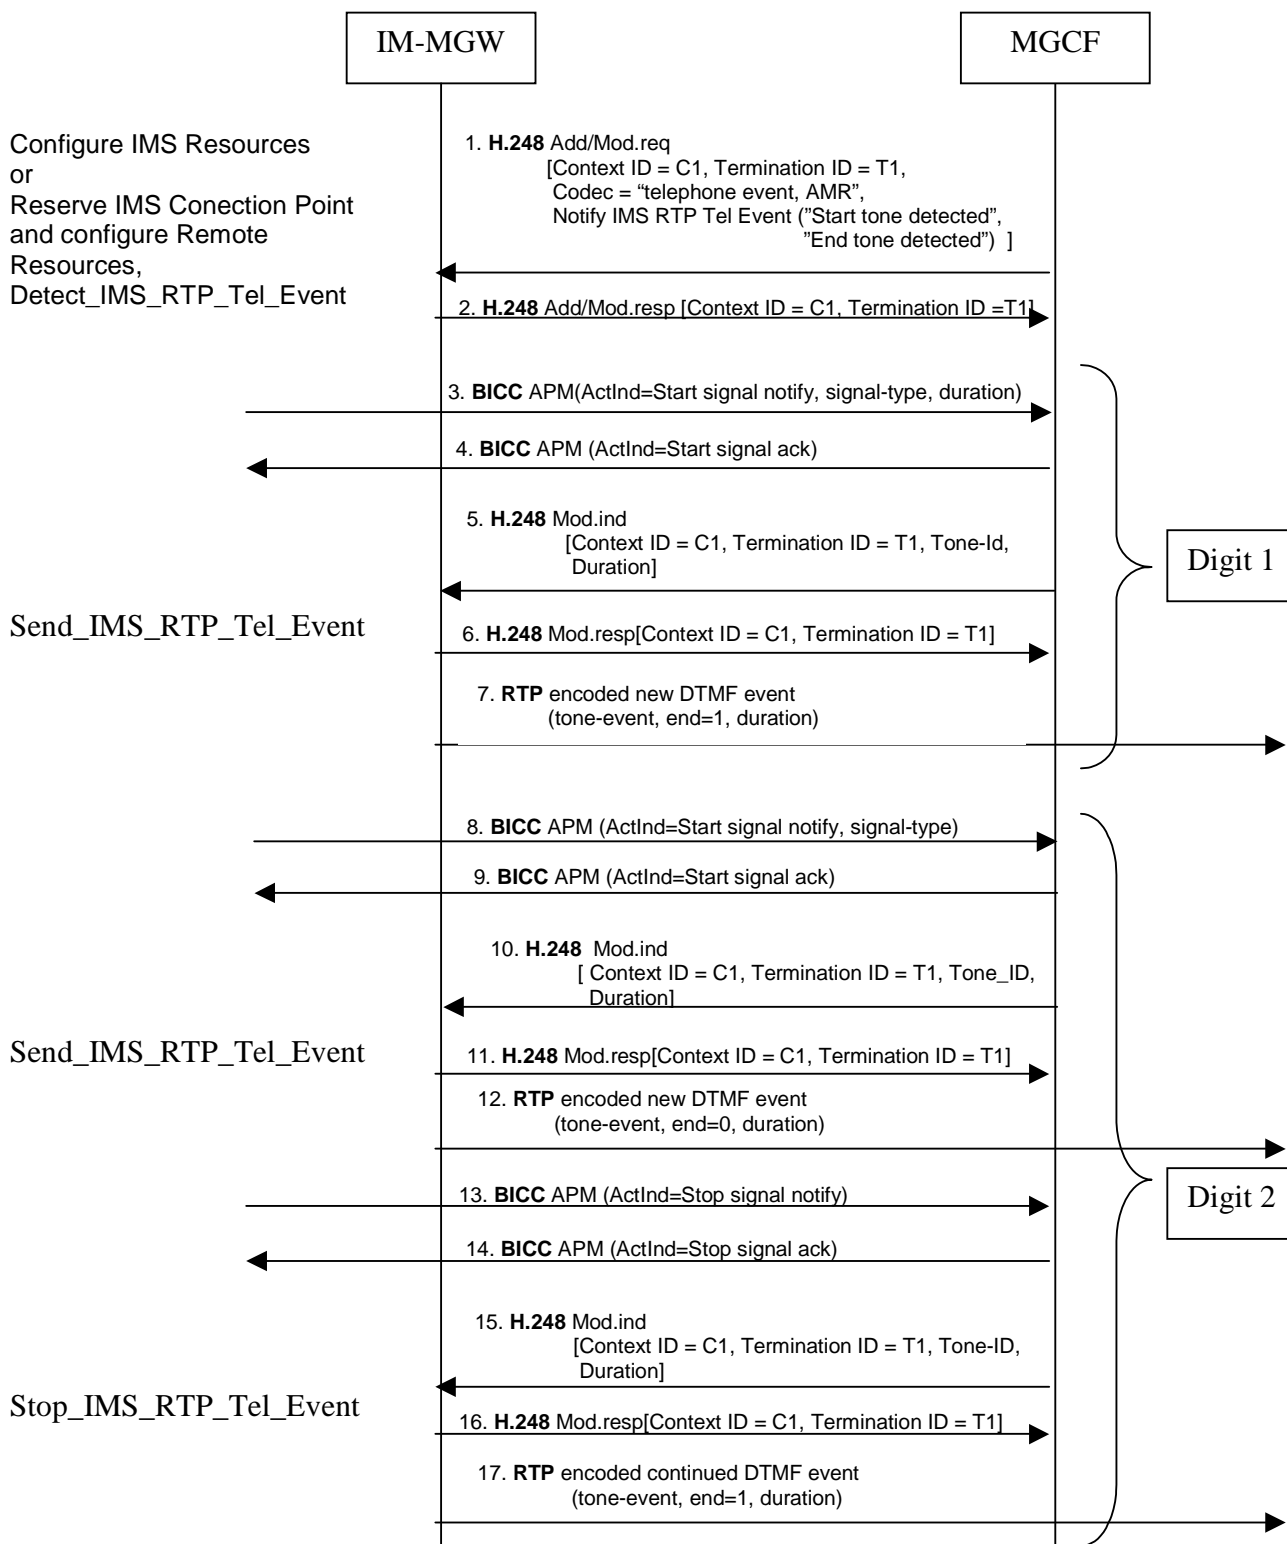 IM-MGW
MGCF
Configure IMS Resources
or
Reserve IMS Conection Point
and configure Remote
Resources,
Detect_IMS_RTP_Tel_Event
1. H.248 Add/Mod.req
[Context ID = C1, Termination ID = T1,
Codec = “telephone event, AMR”,
Notify IMS RTP Tel Event (”Start tone detected”,
”End tone detected”) ]
2. H.248 Add/Mod.resp [Context ID = C1, Termination ID =T1]
3. BICC APM(ActInd=Start signal notify, signal-type, duration)
4. BICC APM (ActInd=Start signal ack)
5. H.248 Mod.ind
[Context ID = C1, Termination ID = T1, Tone-Id,
Duration]
Digit 1
Send_IMS_RTP_Tel_Event
6. H.248 Mod.resp[Context ID = C1, Termination ID = T1]
7. RTP encoded new DTMF event
(tone-event, end=1, duration)
8. BICC APM (ActInd=Start signal notify, signal-type)
9. BICC APM (ActInd=Start signal ack)
10. H.248 Mod.ind
[ Context ID = C1, Termination ID = T1, Tone_ID,
Duration]
Send_IMS_RTP_Tel_Event
11. H.248 Mod.resp[Context ID = C1, Termination ID = T1]
12. RTP encoded new DTMF event
(tone-event, end=0, duration)
13. BICC APM (ActInd=Stop signal notify)
Digit 2
14. BICC APM (ActInd=Stop signal ack)
15. H.248 Mod.ind
[Context ID = C1, Termination ID = T1, Tone-ID,
Duration]
Stop_IMS_RTP_Tel_Event
16. H.248 Mod.resp[Context ID = C1, Termination ID = T1]
17. RTP encoded continued DTMF event
(tone-event, end=1, duration)